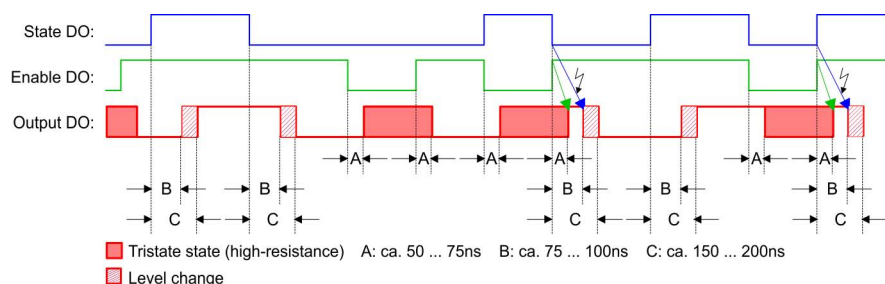 State DO:
Enable DO:
Output DO:
A A A A A A
B B B B B
C C C C C
Tristate state (high-resistance) A: ca. 50 ... 75ns B: ca. 75 ... 100ns C: ca. 150 ... 200ns
Level change